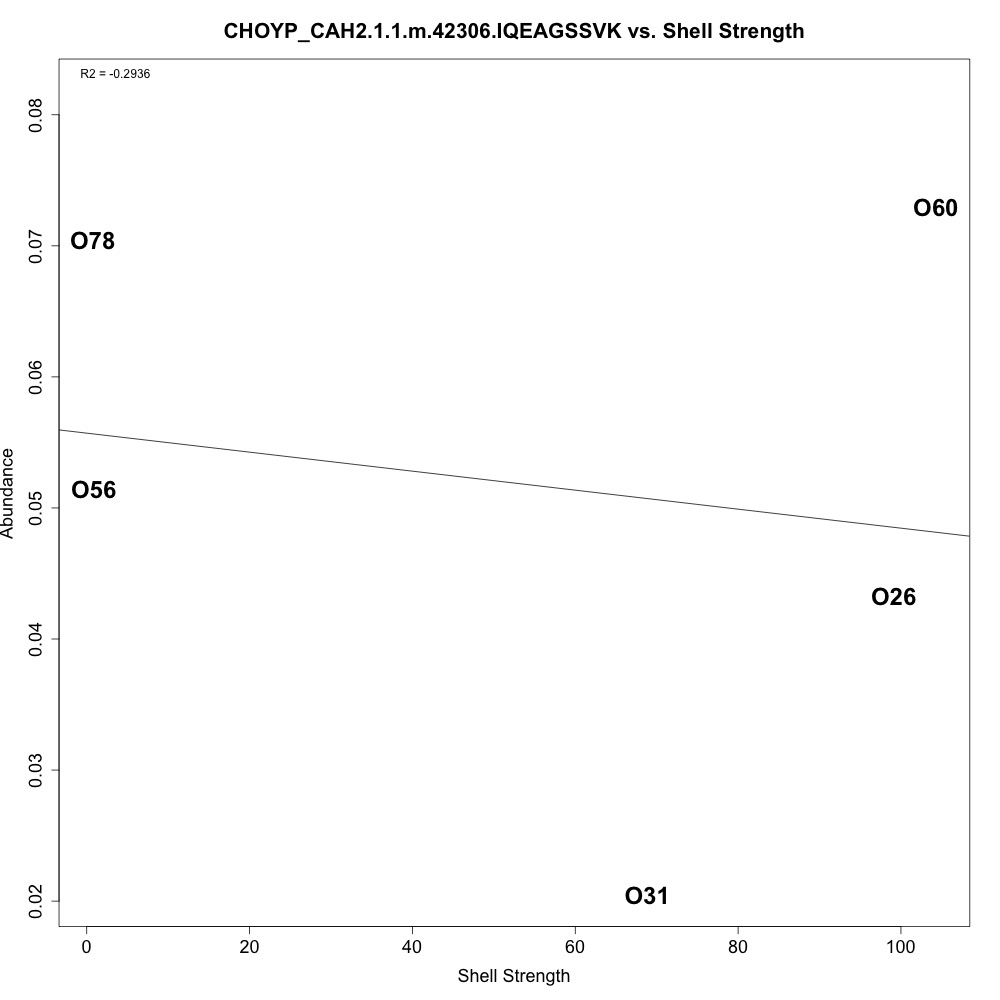 CHOYP_CAH2.1.1.m.42306.IQEAGSSVK vs. Shell Strength
R2 = -0.2936
0.08
0.07
0.06
0.05
0.04
0.03
0.02
Abundance
O60
O78
O56
O26
O31
0 20 40 60 80 100
Shell Strength